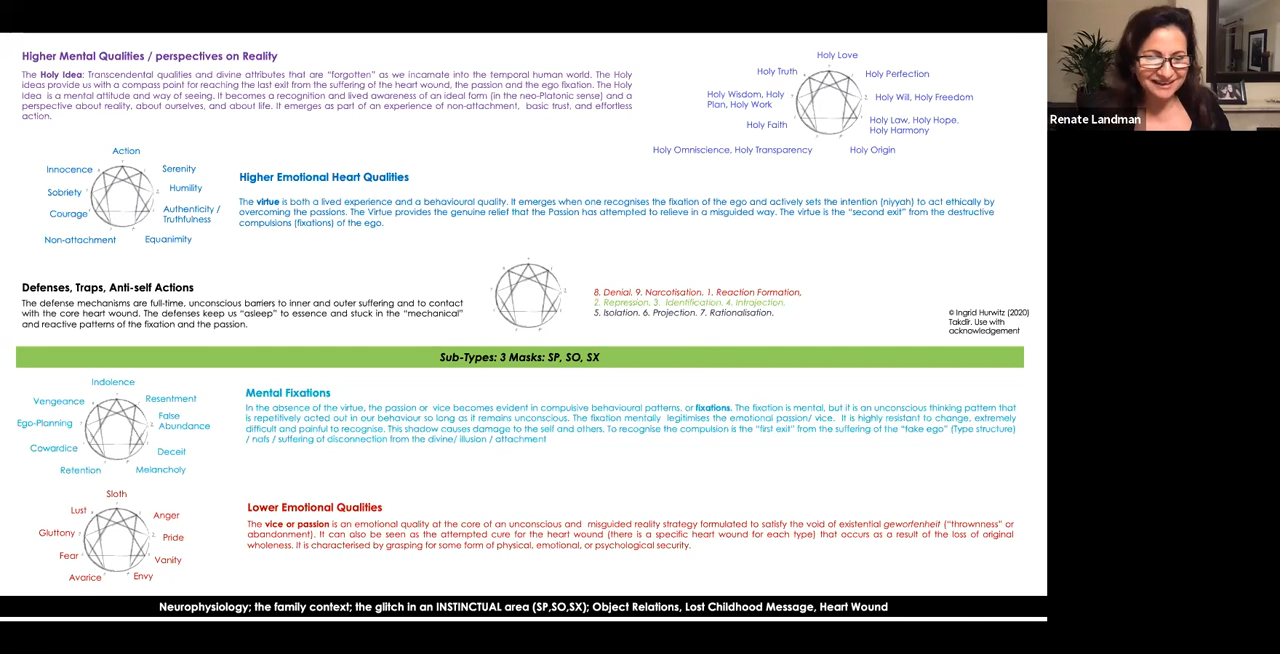 Higher Mental Qualities / perspectives on Reality
The Holy Idea: Transcendental qualities and divine attributes that are "forgotten" as we incarnate into the temporal human world. The Holy
ideas provide us with a compass point for reaching the last exit from the suffering of the heart wound, the passion and the ego fixation. The Holy
Idea is a mental attitude and way of seeing. It becomes a recognition and lived awareness of an ideal form (in the neo-Platonic sense) and a
perspective about reality, about ourselves, and about life. It emerges as part of an experience of non-attachment, basic trust, and effortless
action.
Holy Love
Holy Truth
Holy Perfection
Holy Wisdom, Holy
Plan, Holy Work
Holy Will, Holy Freedom
Holy Faith
Holy Law, Holy Hope,
Holy Harmony
Holy Omniscience, Holy Transparency
Holy Origin
Renate Landman
Action
Innocence
Serenity
Sobriety
Humility
Courage
Authenticity /
Truthfulness
Non-attachment
Equanimity
Higher Emotional Heart Qualities
The virtue is both a lived experience and a behavioural quality. It emerges when one recognises the fixation of the ego and actively sets the intention (niyyah) to act ethically by
overcoming the passions. The Virtue provides the genuine relief that the Passion has attempted to relieve in a misguided way. The virtue is the "second exit" from the destructive
compulsions (fixations) of the ego.
Defenses, Traps, Anti-self Actions
The defense mechanisms are full-time, unconscious barriers to inner and outer suffering and to contact
with the core heart wound. The defenses keep us "asleep" to essence and stuck in the "mechanical"
and reactive patterns of the fixation and the passion.
8. Denial, 9. Narcotisation, 1. Reaction Formation,
2. Repression, 3. Identification. 4. Introjection.
5. Isolation. 6. Projection. 7. Rationalisation.
© Ingrid Hurwitz (2020)
Takdir. Use with
acknowledgement
Sub-Types: 3 Masks: SP, SO, SX
Indolence
Vengeance
Resentment
Ego-Planning
False
Abundance
Cowardice
Deceit
Retention
Melancholy
Mental Fixations
In the absence of the virtue, the passion or vice becomes evident in compulsive behavioural patterns, or fixations. The fixation is mental, but it is an unconscious thinking pattern that
is repetitively acted out in our behaviour so long as it remains unconscious. The fixation mentally legitimises the emotional passion/ vice. It is highly resistant to change, extremely
difficult and painful to recognise. This shadow causes damage to the self and others. To recognise the compulsion is the "first exit" from the suffering of the "fake ego" (Type structure)
/ nafs / suffering of disconnection from the divine/ illusion / attachment
Sloth
Lust
Anger
Gluttony
Pride
Fear
Vanity
Avarice
Envy
Lower Emotional Qualities
The vice or passion is an emotional quality at the core of an unconscious and misguided reality strategy formulated to satisfy the void of existential geworfenheit ("thrownness" or
abandonment). It can also be seen as the attempted cure for the heart wound (there is a specific heart wound for each type) that occurs as a result of the loss of original
wholeness. It is characterised by grasping for some form of physical, emotional, or psychological security.
Neurophysiology; the family context; the glitch in an INSTINCTUAL area (SP,SO,SX); Object Relations, Lost Childhood Message, Heart Wound